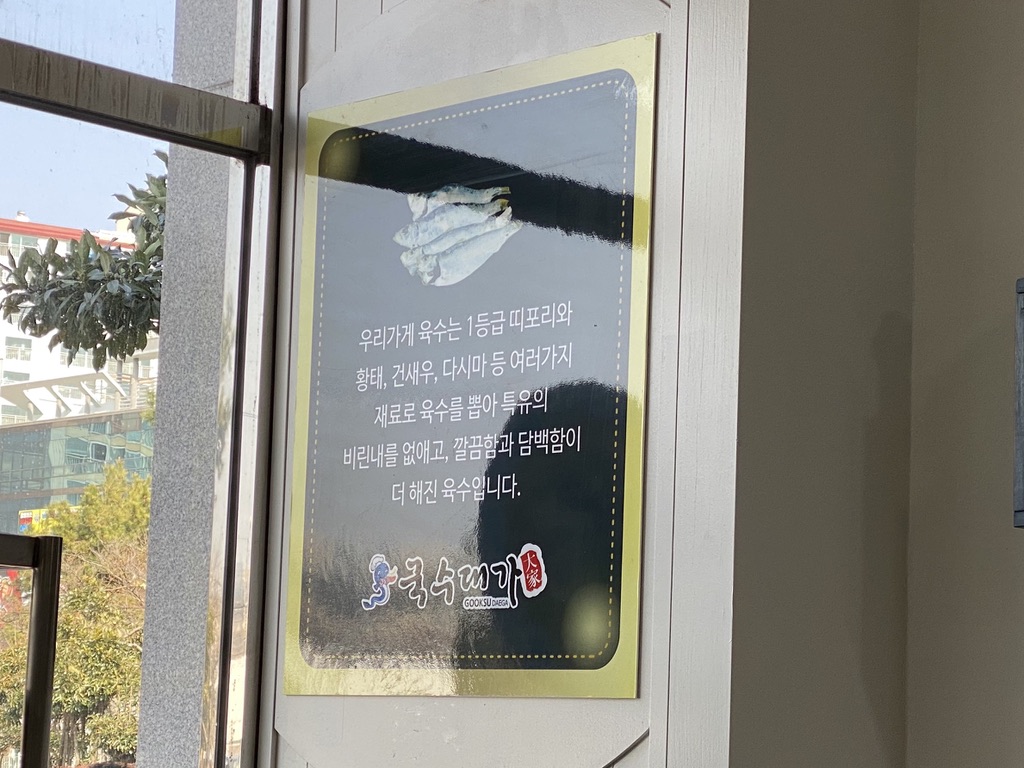 우리가게 육수는 1등급 띠포리와
황태, 건새우, 다시마 등 여러가지
재료로 육수를 뽑아 특유의
비린내를 없애고, 깔끔함과 담백함이
더 해진 육수입니다.
국수대가 大家
GOOKSU DAEGA